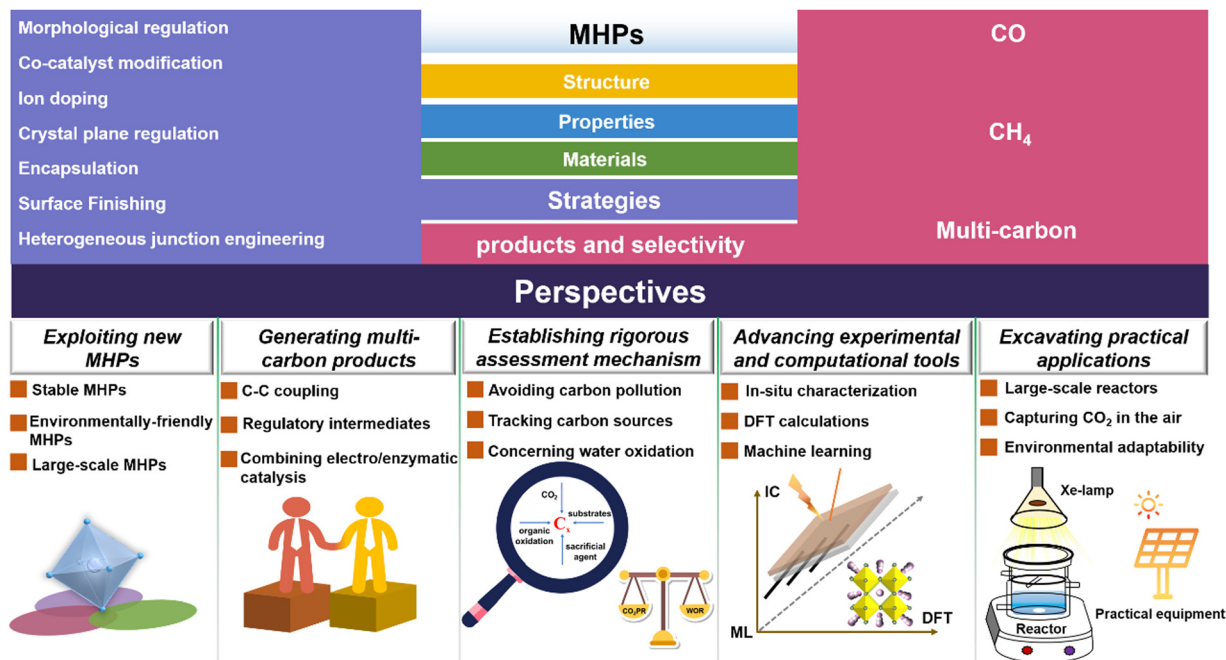 Morphological regulation
Co-catalyst modification
Ion doping
Crystal plane regulation
Encapsulation
Surface Finishing
Heterogeneous junction engineering
MHPs
Structure
Properties
Materials
Strategies
products and selectivity
CO
CH₄
Multi-carbon
Perspectives
Exploiting new
MHPs
Stable MHPs
Environmentally-friendly
MHPs
Large-scale MHPs
Generating multi-
carbon products
C-C coupling
Regulatory intermediates
Combining electro/enzymatic
catalysis
Establishing rigorous
assessment mechanism
Avoiding carbon pollution
Tracking carbon sources
Concerning water oxidation
CO₂
substrates
organic
oxidation
Cₓ
sacrificial
agent
CO₂PR
WOR
Advancing experimental
and computational tools
In-situ characterization
DFT calculations
Machine learning
IC
ML
DFT
Excavating practical
applications
Large-scale reactors
Capturing CO₂ in the air
Environmental adaptability
Xe-lamp
Reactor
Practical equipment